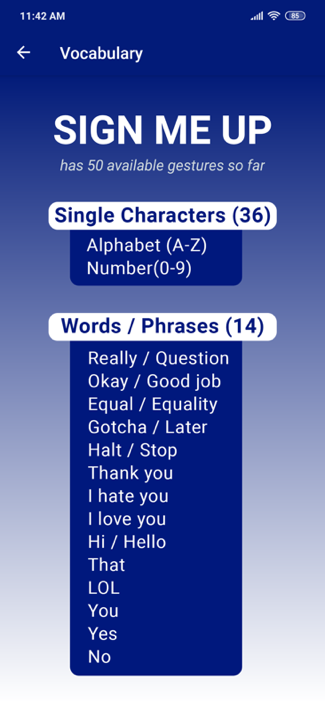 11:42 AM
85
Vocabulary
SIGN ME UP
has 50 available gestures so far
Single Characters (36)
Alphabet (A-Z)
Number(0-9)
Words / Phrases (14)
Really / Question
Okay / Good job
Equal / Equality
Gotcha / Later
Halt / Stop
Thank you
I hate you
I love you
Hi / Hello
That
LOL
You
Yes
No